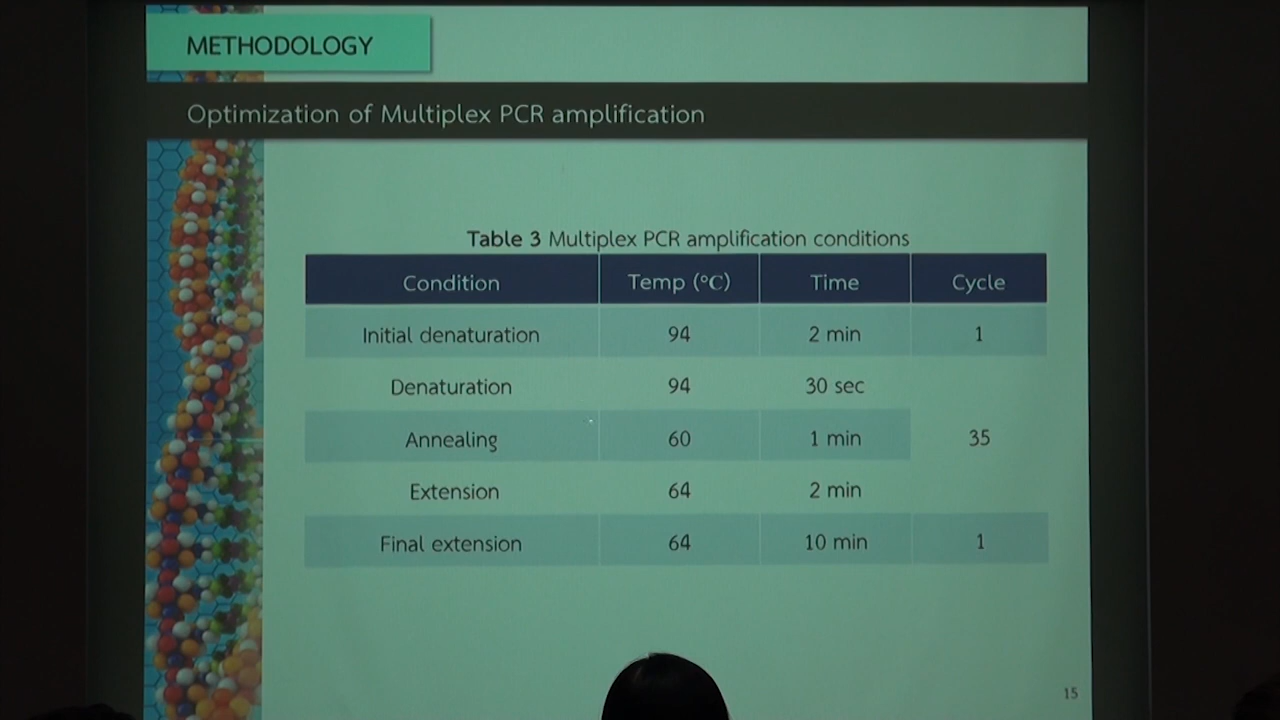 METHODOLOGY
Optimization of Multiplex PCR amplification
Table 3 Multiplex PCR amplification conditions
Condition Temp (°C) Time Cycle
Initial denaturation 94 2 min 1
Denaturation 94 30 sec
Annealing 60 1 min 35
Extension 64 2 min
Final extension 64 10 min 1
15